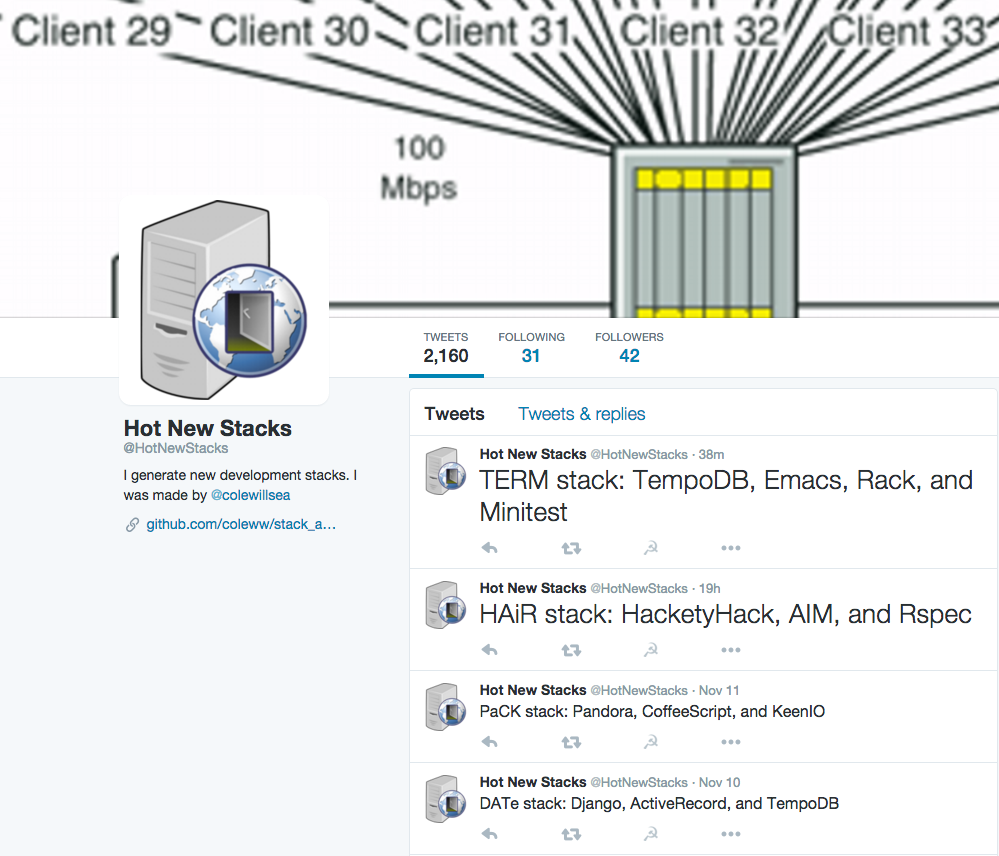 Client 29 Client 30 Client 31 Client 32 Client 33
100
Mbps
TWEETS FOLLOWING FOLLOWERS
2,160 31 42
Hot New Stacks
@HotNewStacks
I generate new development stacks. I
was made by @colewillsea
github.com/coleww/stack_a...
Tweets Tweets & replies
Hot New Stacks @HotNewStacks · 38m
TERM stack: TempoDB, Emacs, Rack, and
Minitest
Hot New Stacks @HotNewStacks · 19h
HAiR stack: HacketyHack, AIM, and Rspec
Hot New Stacks @HotNewStacks · Nov 11
PaCK stack: Pandora, CoffeeScript, and KeenIO
Hot New Stacks @HotNewStacks · Nov 10
DATe stack: Django, ActiveRecord, and TempoDB